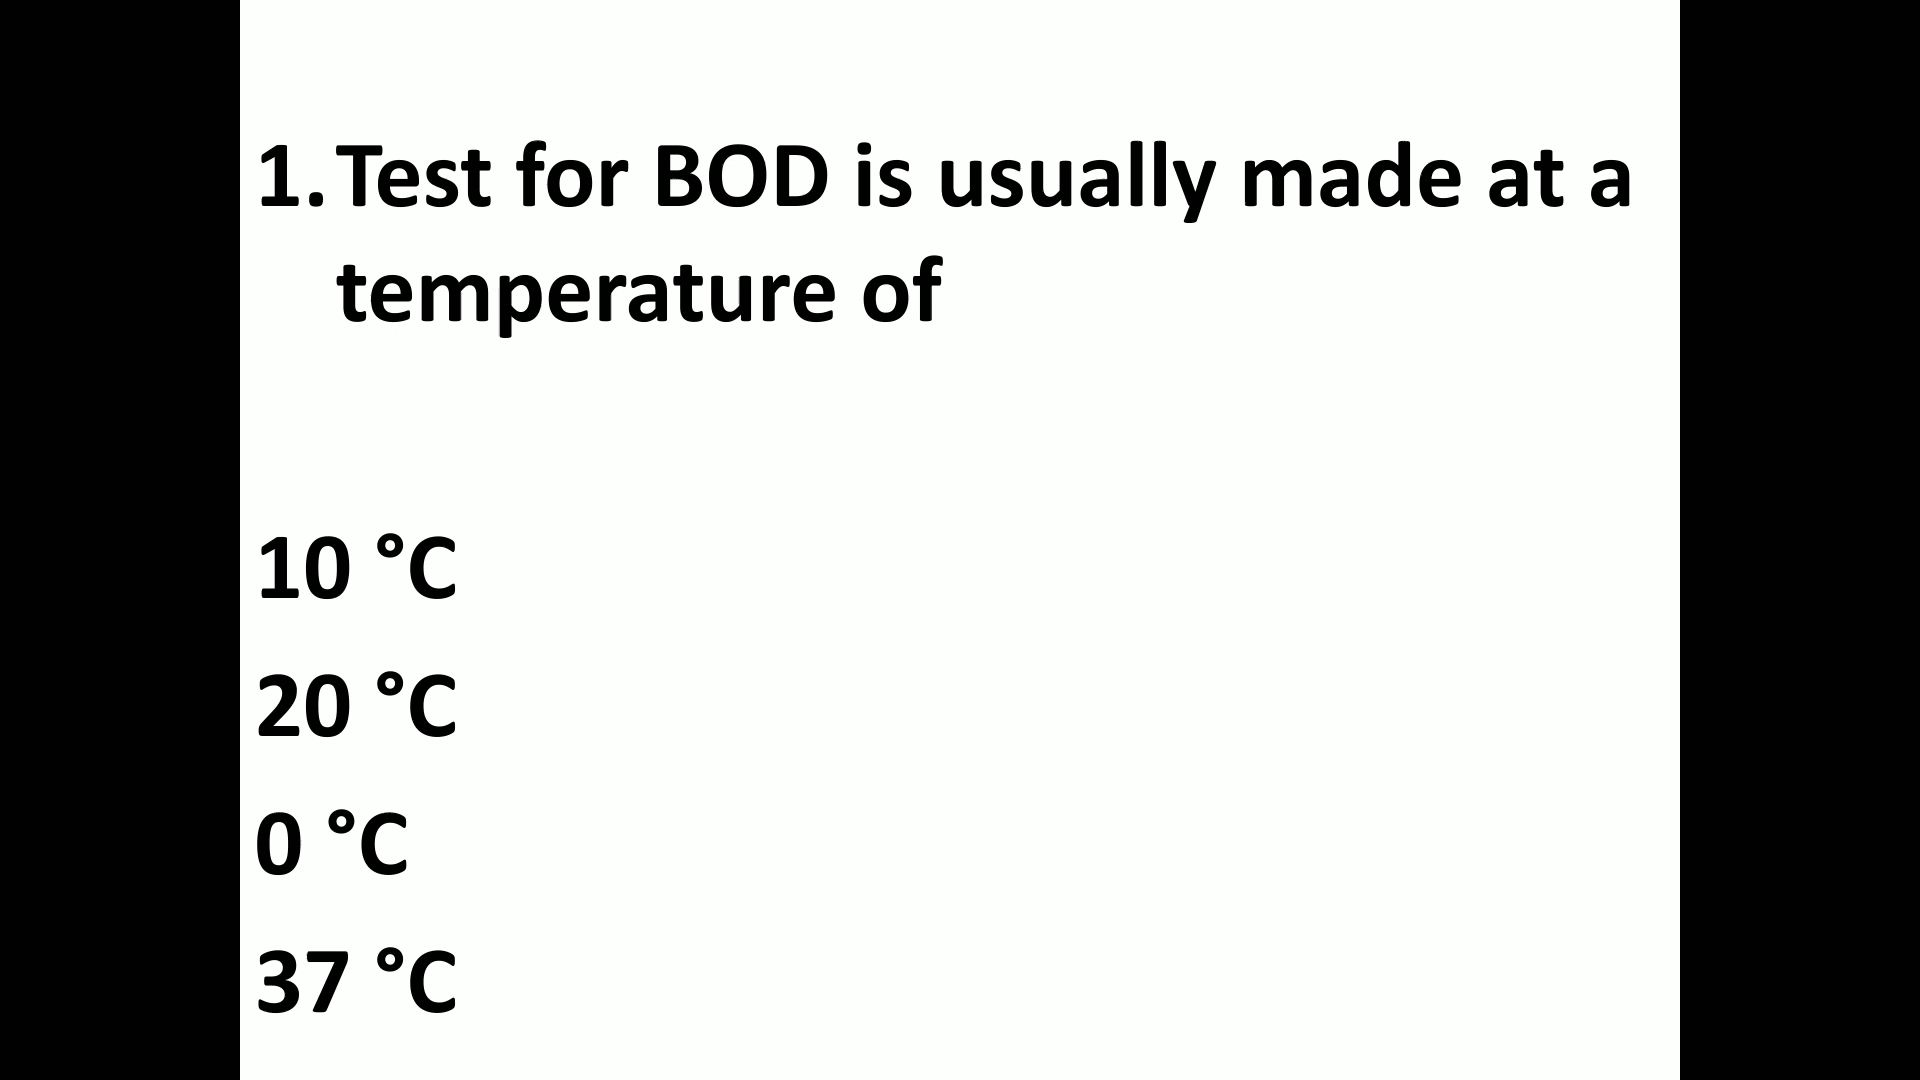 1. Test for BOD is usually made at a
temperature of
10 °C
20 °C
0 °C
37 °C